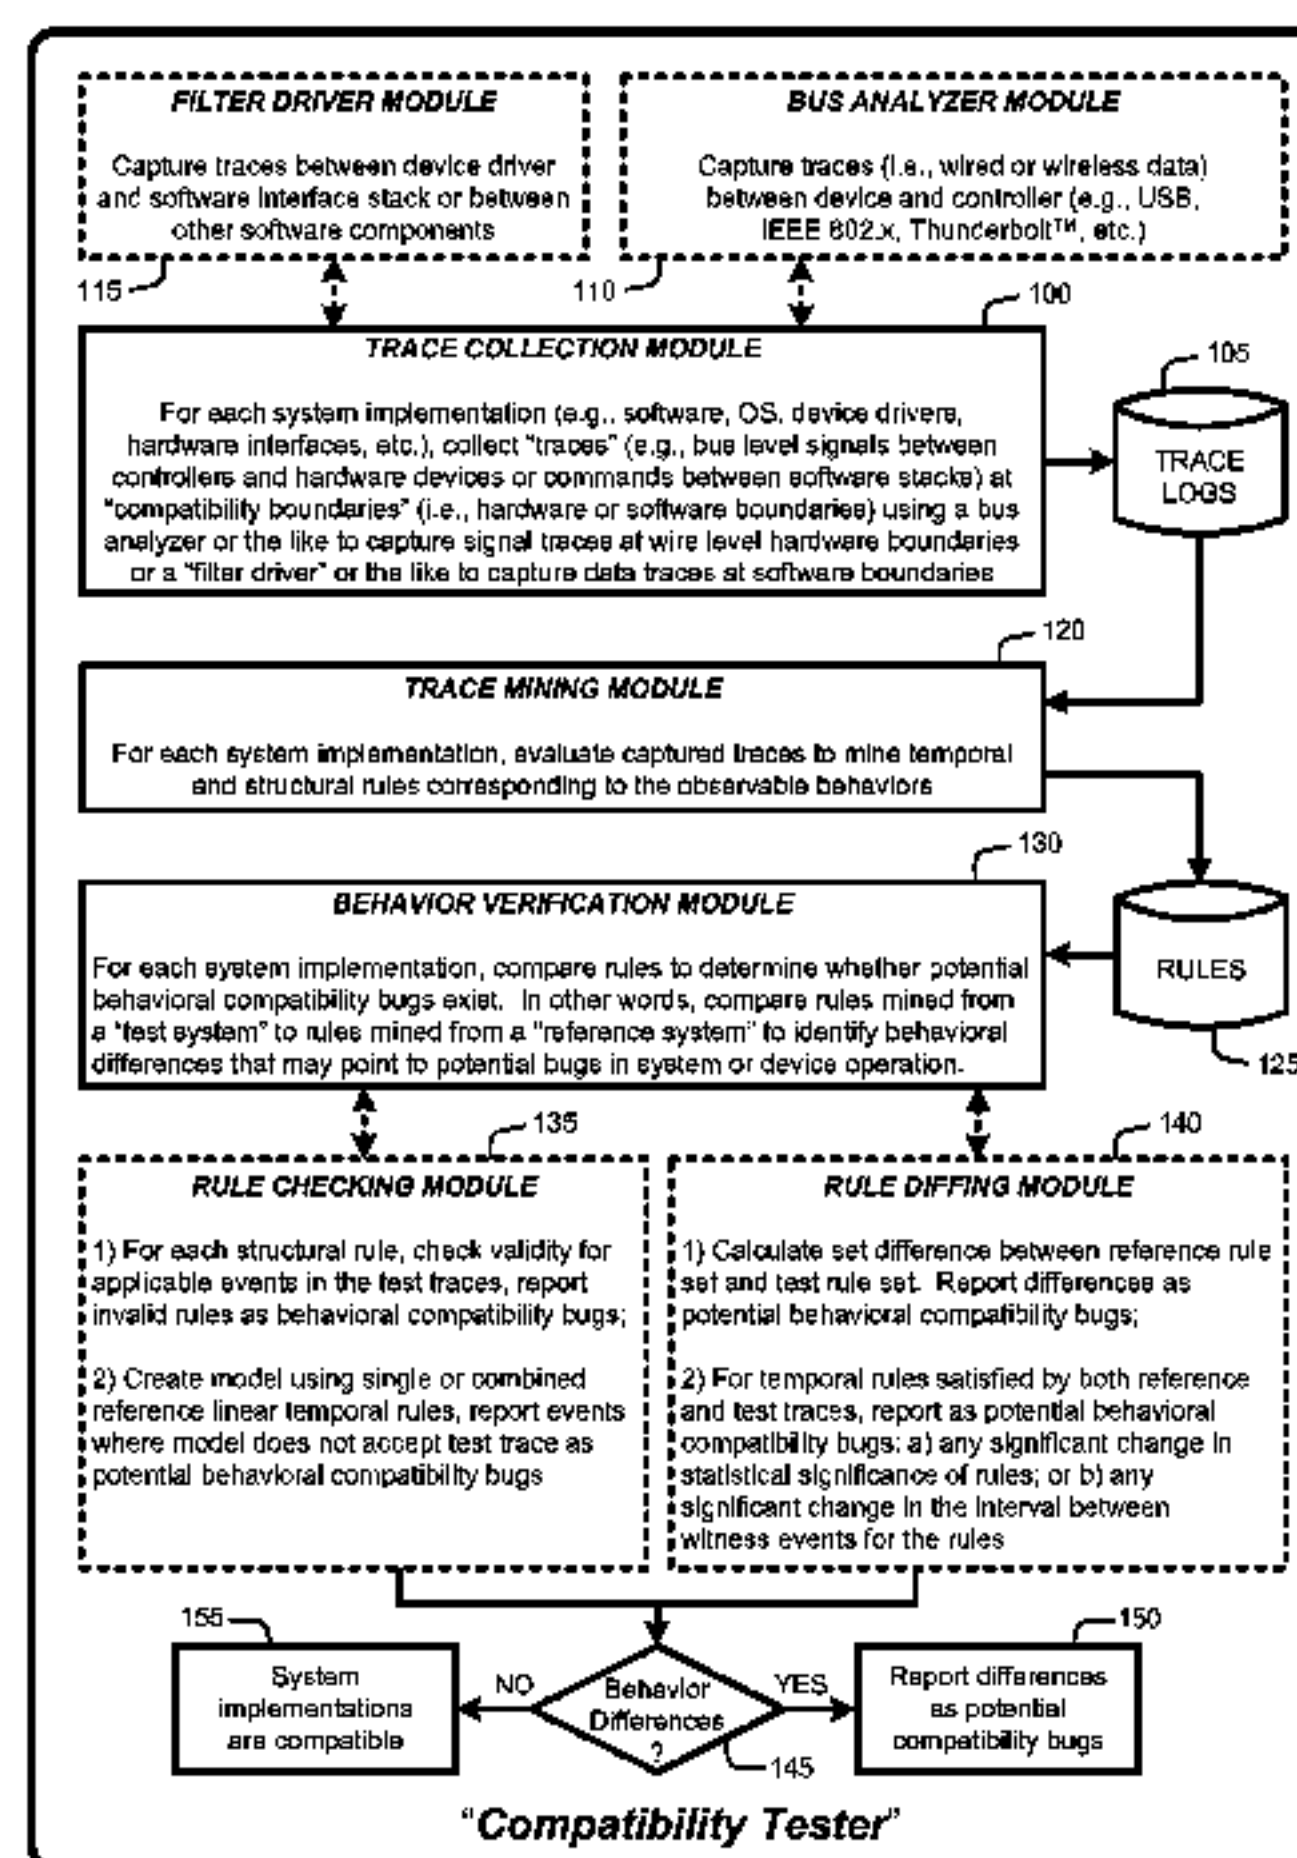 FILTER DRIVER MODULE
Capture traces between device driver
and software interface stack or between
other software components
115
BUS ANALYZER MODULE
Capture traces (i.e., wired or wireless data)
between device and controller (e.g., USB,
IEEE 802.x, Thunderbolt™, etc.)
110
100
TRACE COLLECTION MODULE
For each system implementation (e.g., software, OS, device drivers,
hardware interfaces, etc.), collect “traces” (e.g., bus level signals between
controllers and hardware devices or commands between software stacks) at
“compatibility boundaries” (i.e., hardware or software boundaries) using a bus
analyzer or the like to capture signal traces at wire level hardware boundaries
or a “filter driver” or the like to capture data traces at software boundaries
105
TRACE
LOGS
120
TRACE MINING MODULE
For each system implementation, evaluate captured traces to mine temporal
and structural rules corresponding to the observable behaviors
130
BEHAVIOR VERIFICATION MODULE
For each system implementation, compare rules to determine whether potential
behavioral compatibility bugs exist. In other words, compare rules mined from
a “test system” to rules mined from a “reference system” to identify behavioral
differences that may point to potential bugs in system or device operation.
RULES
125
135
RULE CHECKING MODULE
1) For each structural rule, check validity for
applicable events in the test traces, report
invalid rules as behavioral compatibility bugs;
2) Create model using single or combined
reference linear temporal rules, report events
where model does not accept test trace as
potential behavioral compatibility bugs
140
RULE DIFFING MODULE
1) Calculate set difference between reference rule
set and test rule set. Report differences as
potential behavioral compatibility bugs;
2) For temporal rules satisfied by both reference
and test traces, report as potential behavioral
compatibility bugs: a) any significant change in
statistical significance of rules; or b) any
significant change in the interval between
witness events for the rules
155
System
implementations
are compatible
NO
Behavior
Differences
?
145
YES
150
Report differences
as potential
compatibility bugs
“Compatibility Tester”